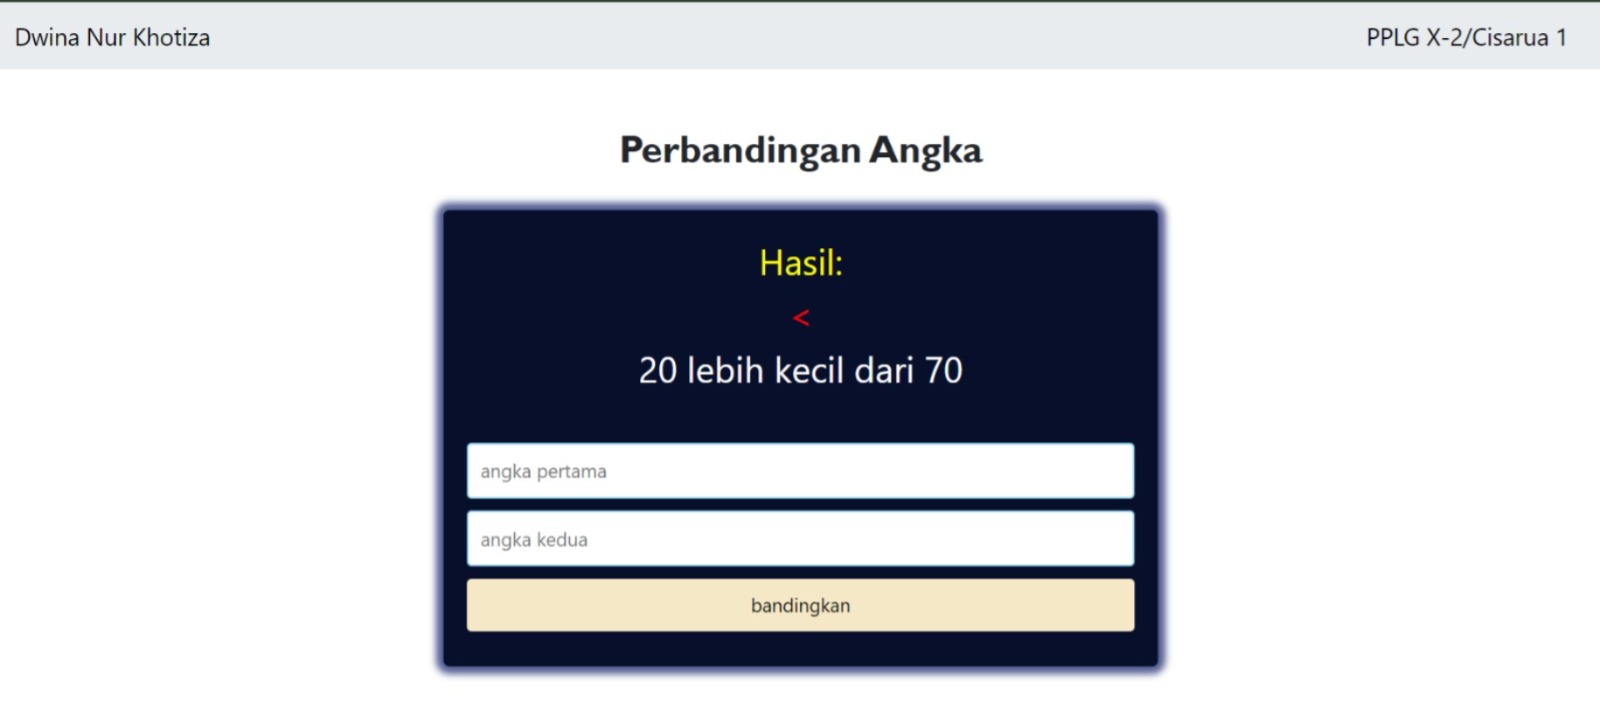 Dwina Nur Khotiza
PPLG X-2/Cisarua 1
Perbandingan Angka
Hasil:
<
20 lebih kecil dari 70
angka pertama
angka kedua
bandingkan